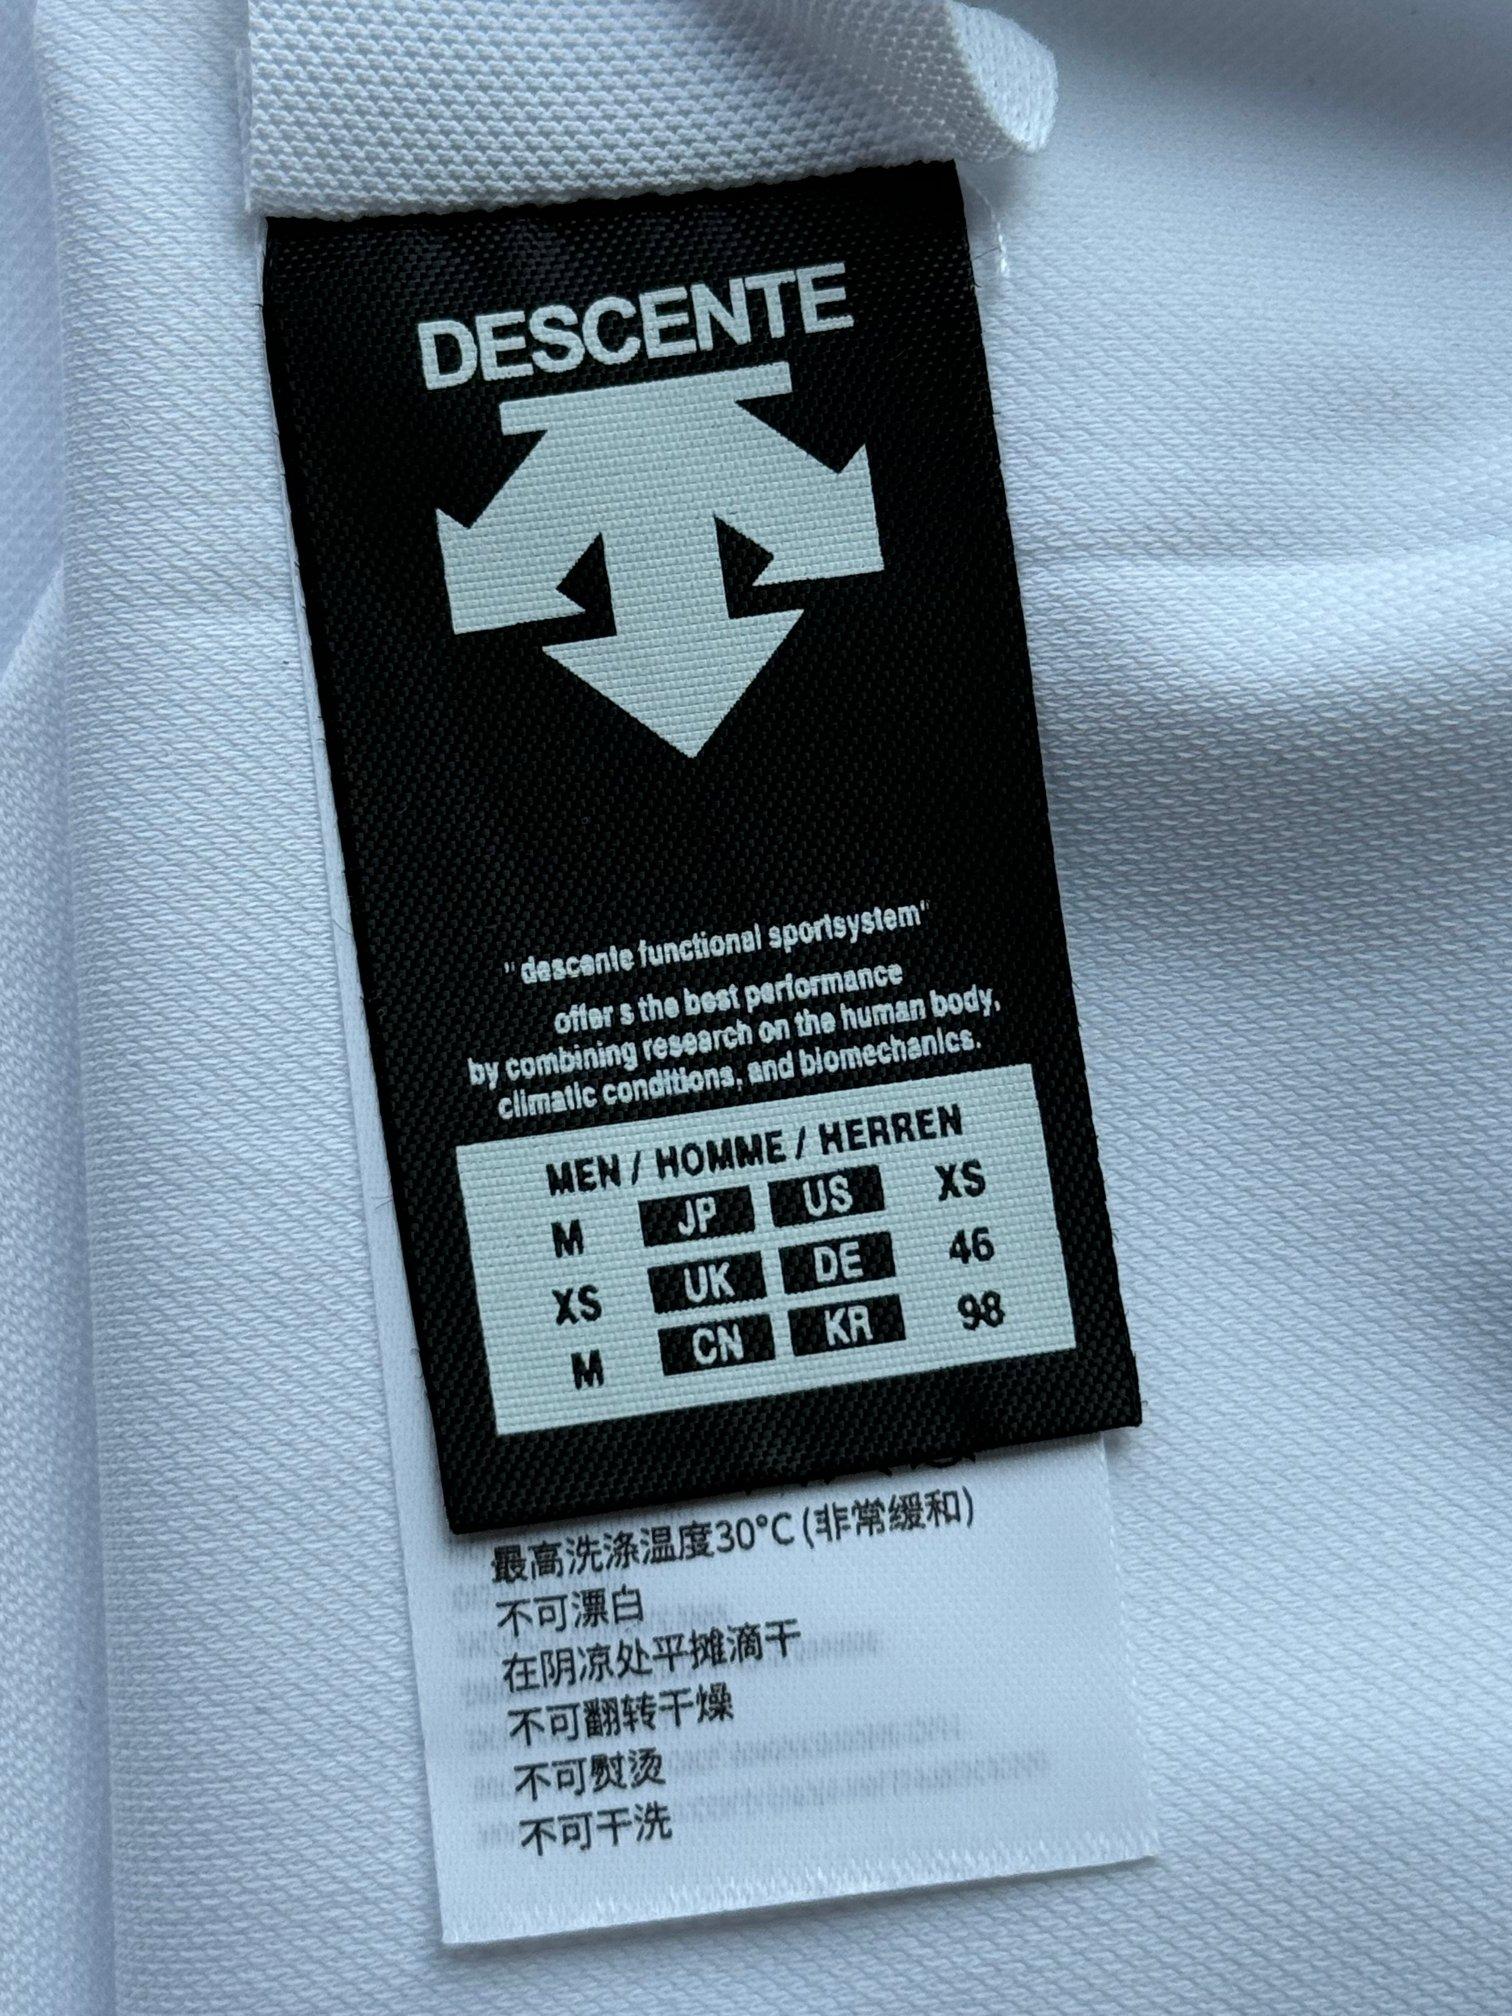 DESCENTE
"descente functional sportsystem"
offer s the best performance
by combining research on the human body,
climatic conditions, and biomechanics.
MEN / HOMME / HERREN
M JP US XS
XS UK DE 46
M CN KR 98
最高洗涤温度30°C(非常缓和)
不可漂白
在阴凉处平摊滴干
不可翻转干燥
不可熨烫
不可干洗